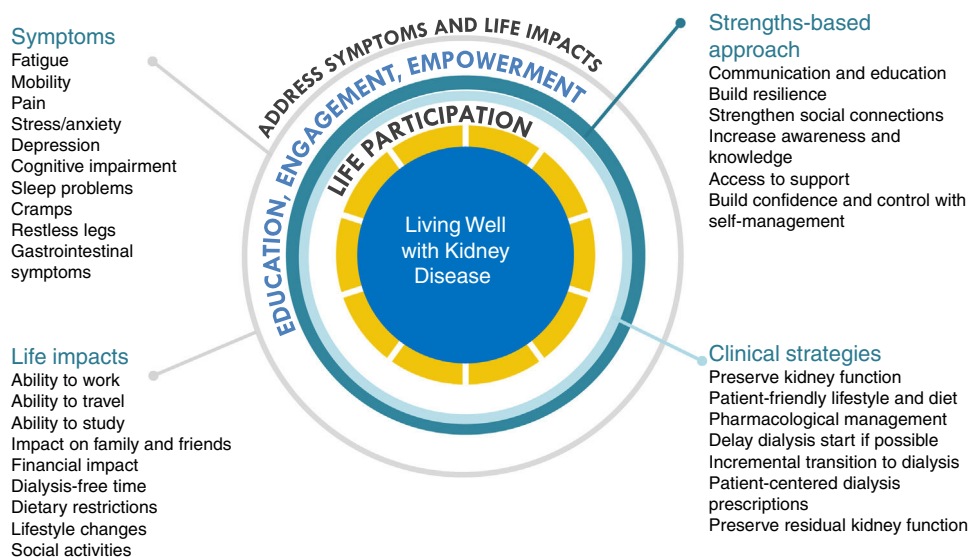 Symptoms
Fatigue
Mobility
Pain
Stress/anxiety
Depression
Cognitive impairment
Sleep problems
Cramps
Restless legs
Gastrointestinal
symptoms
Life impacts
Ability to work
Ability to travel
Ability to study
Impact on family and friends
Financial impact
Dialysis-free time
Dietary restrictions
Lifestyle changes
Social activities
ADDRESS SYMPTOMS AND LIFE IMPACTS
EDUCATION, ENGAGEMENT, EMPOWERMENT
LIFE PARTICIPATION
Living Well
with Kidney
Disease
Strengths-based
approach
Communication and education
Build resilience
Strengthen social connections
Increase awareness and
knowledge
Access to support
Build confidence and control with
self-management
Clinical strategies
Preserve kidney function
Patient-friendly lifestyle and diet
Pharmacological management
Delay dialysis start if possible
Incremental transition to dialysis
Patient-centered dialysis
prescriptions
Preserve residual kidney function